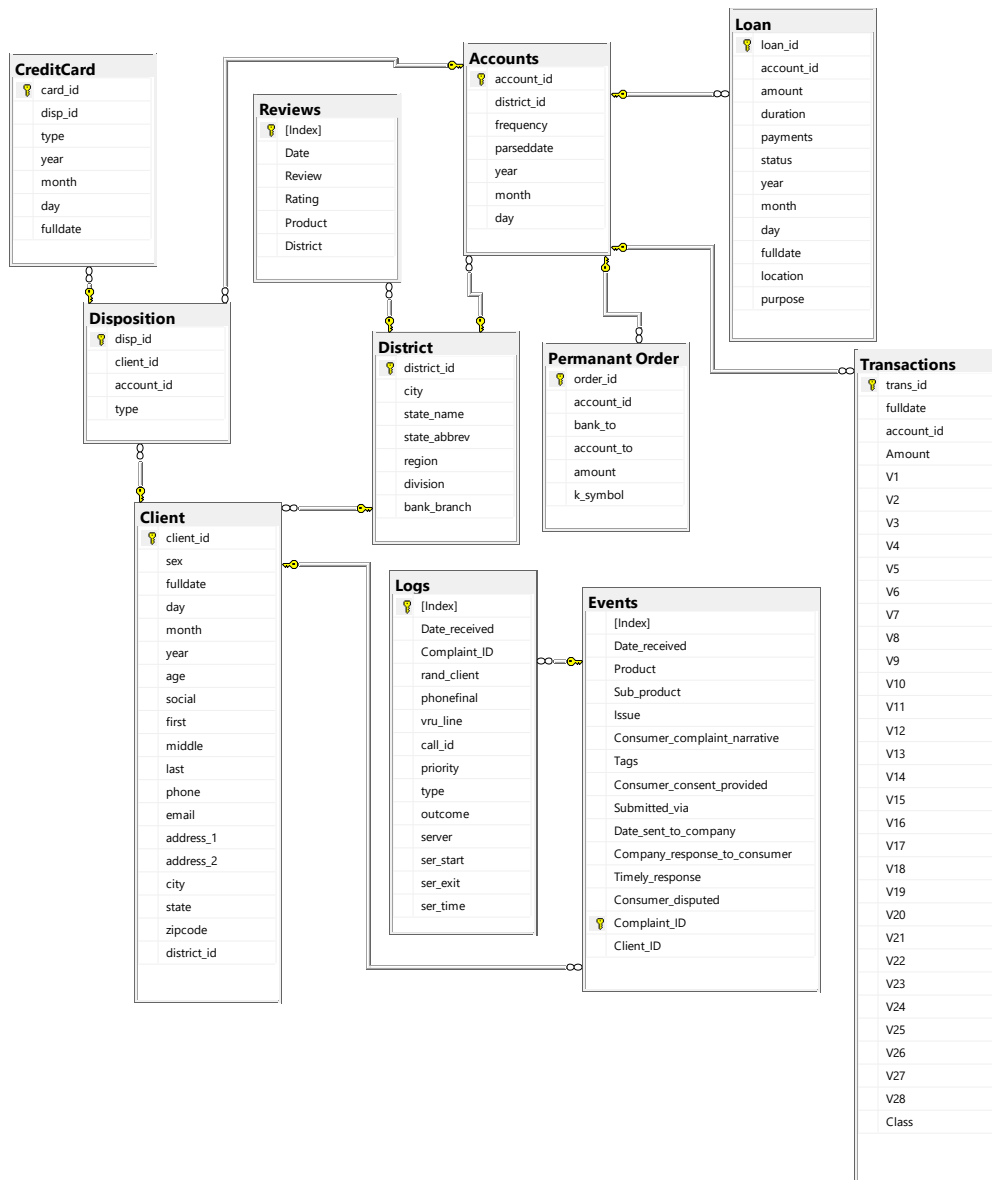 CreditCard
card_id
disp_id
type
year
month
day
fulldate
Reviews
[Index]
Date
Review
Rating
Product
District
Accounts
account_id
district_id
frequency
parseddate
year
month
day
Loan
loan_id
account_id
amount
duration
payments
status
year
month
day
fulldate
location
purpose
Disposition
disp_id
client_id
account_id
type
District
district_id
city
state_name
state_abbrev
region
division
bank_branch
Permanant Order
order_id
account_id
bank_to
account_to
amount
k_symbol
Transactions
trans_id
fulldate
account_id
Amount
V1
V2
V3
V4
V5
V6
V7
V8
V9
V10
V11
V12
V13
V14
V15
V16
V17
V18
V19
V20
V21
V22
V23
V24
V25
V26
V27
V28
Class
Client
client_id
sex
fulldate
day
month
year
age
social
first
middle
last
phone
email
address_1
address_2
city
state
zipcode
district_id
Logs
[Index]
Date_received
Complaint_ID
rand_client
phonefinal
vru_line
call_id
priority
type
outcome
server
ser_start
ser_exit
ser_time
Events
[Index]
Date_received
Product
Sub_product
Issue
Consumer_complaint_narrative
Tags
Consumer_consent_provided
Submitted_via
Date_sent_to_company
Company_response_to_consumer
Timely_response
Consumer_disputed
Complaint_ID
Client_ID